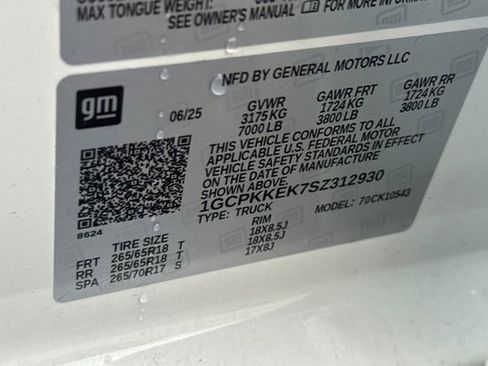 MAX TONGUE WEIGHT:
SEE OWNER'S MANUAL FOR MORE INFORMATION
MFD BY GENERAL MOTORS LLC
gm
06/25 GVWR GAWR FRT GAWR RR
3175 KG 1724 KG 1724 KG
7000 LB 3800 LB 3800 LB
THIS VEHICLE CONFORMS TO ALL
APPLICABLE U.S. FEDERAL MOTOR
VEHICLE SAFETY STANDARDS IN EFFECT
ON THE DATE OF MANUFACTURE
SHOWN ABOVE.
1GCPKKEK7SZ312930
TYPE: TRUCK MODEL: 70CK10543
8624
TIRE SIZE RIM
FRT 265/65R18 T 18X8.5J
RR 265/65R18 T 18X8.5J
SPA 265/70R17 S 17X8J